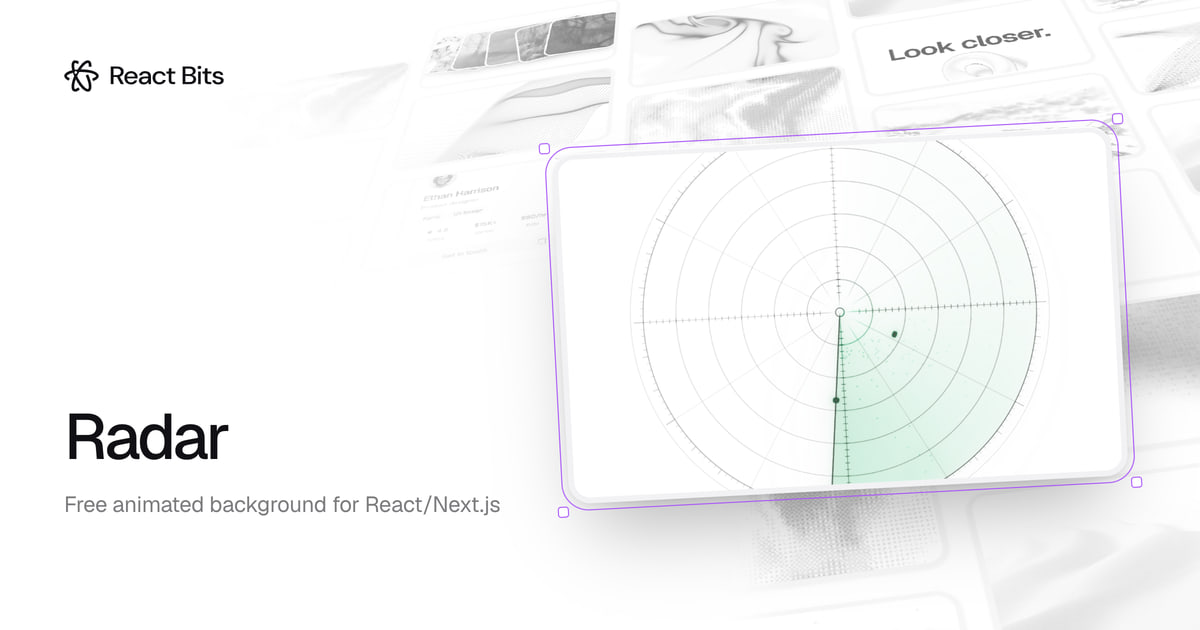 React Bits
Look closer.
Ethan Harrison
Radar
Free animated background for React/Next.js